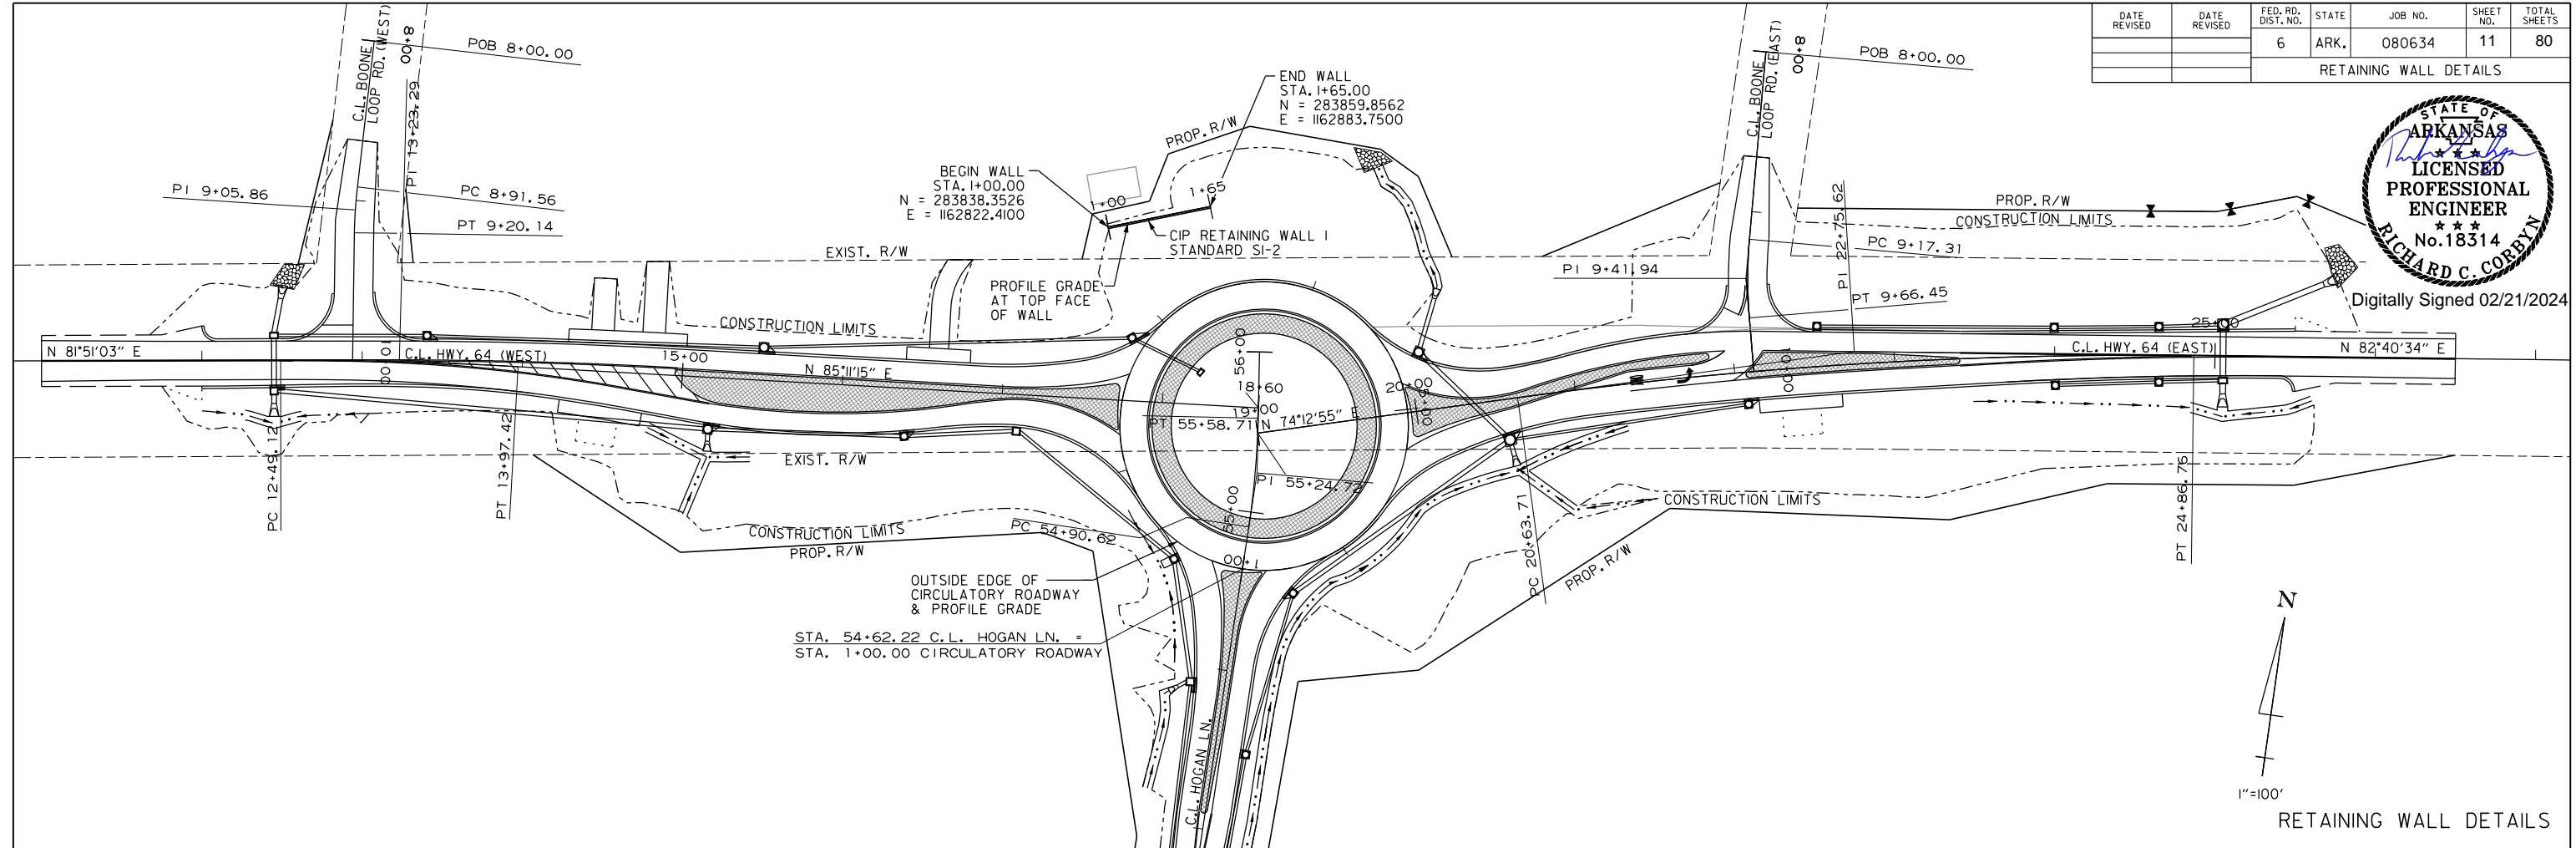 DATE REVISED
DATE REVISED
FED. RD. DIST. NO.
STATE
JOB NO.
SHEET NO.
TOTAL SHEETS
6
ARK.
080634
11
80
RETAINING WALL DETAILS
STATE OF
ARKANSAS
LICENSED
PROFESSIONAL
ENGINEER
No. 18314
RICHARD C. CORBYN
Digitally Signed 02/21/2024
C.L. BOONE
LOOP RD. (WEST)
8+00
POB 8+00.00
PI 13+23.29
PI 9+05.86
PC 8+91.56
PT 9+20.14
END WALL
STA. 1+65.00
N = 283859.8562
E = 1162883.7500
PROP. R/W
BEGIN WALL
STA. 1+00.00
N = 283838.3526
E = 1162822.4100
1+00
1+65
CIP RETAINING WALL 1
STANDARD SI-2
EXIST. R/W
PROFILE GRADE
AT TOP FACE
OF WALL
C.L. BOONE
LOOP RD. (EAST)
8+00
POB 8+00.00
PI 22+75.62
PROP. R/W
CONSTRUCTION LIMITS
PC 9+17.31
PI 9+41.94
PT 9+66.45
25+00
CONSTRUCTION LIMITS
N 81°51'03" E
10+00
C.L. HWY. 64 (WEST)
15+00
N 85°11'15" E
56+00
18+60
19+00
PT 55+58.71
N 74°12'55" E
20+00
50+00
10+00
C.L. HWY. 64 (EAST)
N 82°40'34" E
PC 12+49.12
PT 13+97.42
EXIST. R/W
PI 55+24.72
55+00
PC 54+90.62
1+00
CONSTRUCTION LIMITS
PROP. R/W
OUTSIDE EDGE OF
CIRCULATORY ROADWAY
& PROFILE GRADE
STA. 54+62.22 C.L. HOGAN LN. =
STA. 1+00.00 CIRCULATORY ROADWAY
C.L. HOGAN LN.
PC 20+63.71
PROP. R/W
CONSTRUCTION LIMITS
PT 24+86.76
N
1"=100'
RETAINING WALL DETAILS